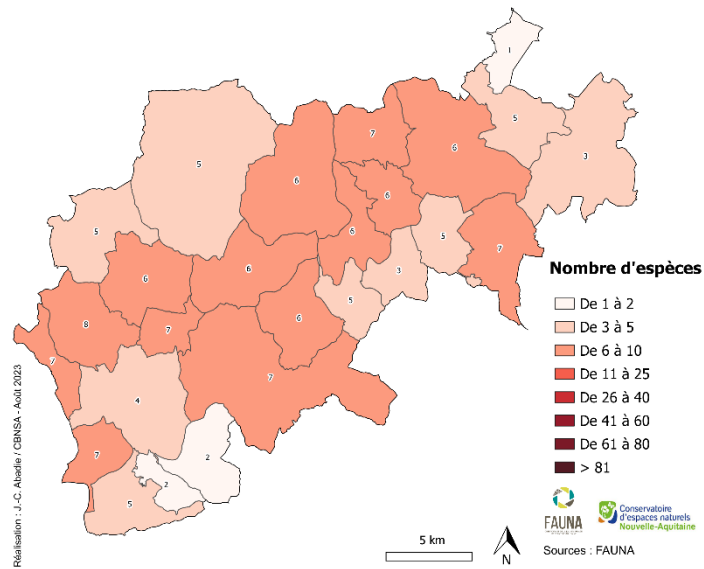 1
5
3
7
6
5
6
6
5
6
5
7
6
6
3
5
6
8
7
7
7
4
7
2
2
5
Nombre d'espèces
De 1 à 2
De 3 à 5
De 6 à 10
De 11 à 25
De 26 à 40
De 41 à 60
De 61 à 80
> 81
FAUNA
Conservatoire
d'espaces naturels
Nouvelle-Aquitaine
5 km
N
Sources : FAUNA
Réalisation : J.-C. Abadie / CBNSA - Août 2023